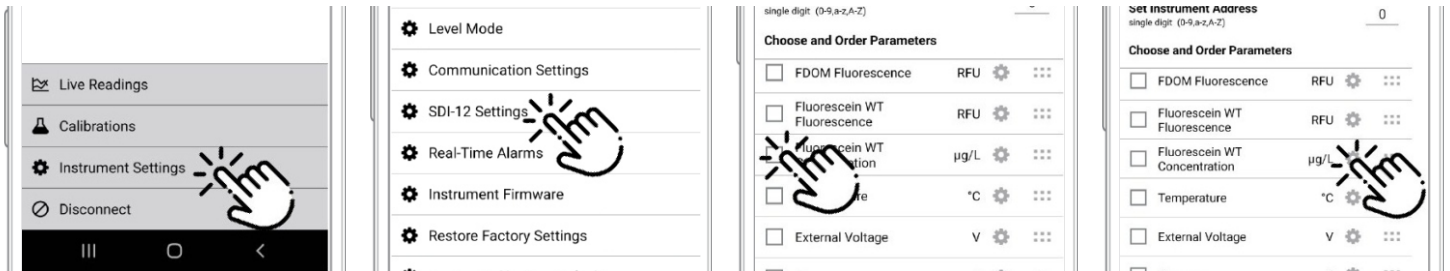 Live Readings
Calibrations
Instrument Settings
Disconnect
Level Mode
Communication Settings
SDI-12 Settings
Real-Time Alarms
Instrument Firmware
Restore Factory Settings
single digit (0-9,a-z,A-Z)
Choose and Order Parameters
FDOM Fluorescence RFU
Fluorescein WT
Fluorescence RFU
Fluorescein WT
µg/L
°C
External Voltage V
Set Instrument Address
single digit (0-9,a-z,A-Z) 0
Choose and Order Parameters
FDOM Fluorescence RFU
Fluorescein WT
Fluorescence RFU
Fluorescein WT
Concentration µg/L
Temperature °C
External Voltage V